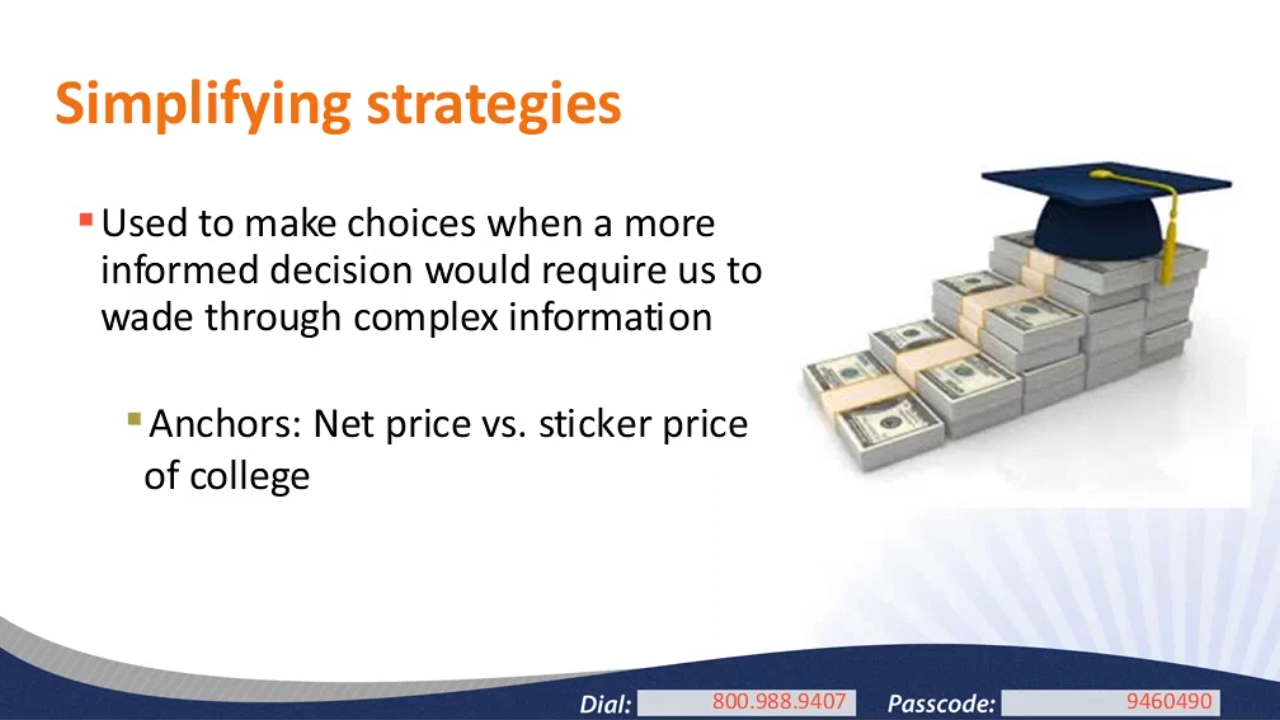 Simplifying strategies
Used to make choices when a more
informed decision would require us to
wade through complex information
Anchors: Net price vs. sticker price
of college
Dial: 800.988.9407 Passcode: 9460490